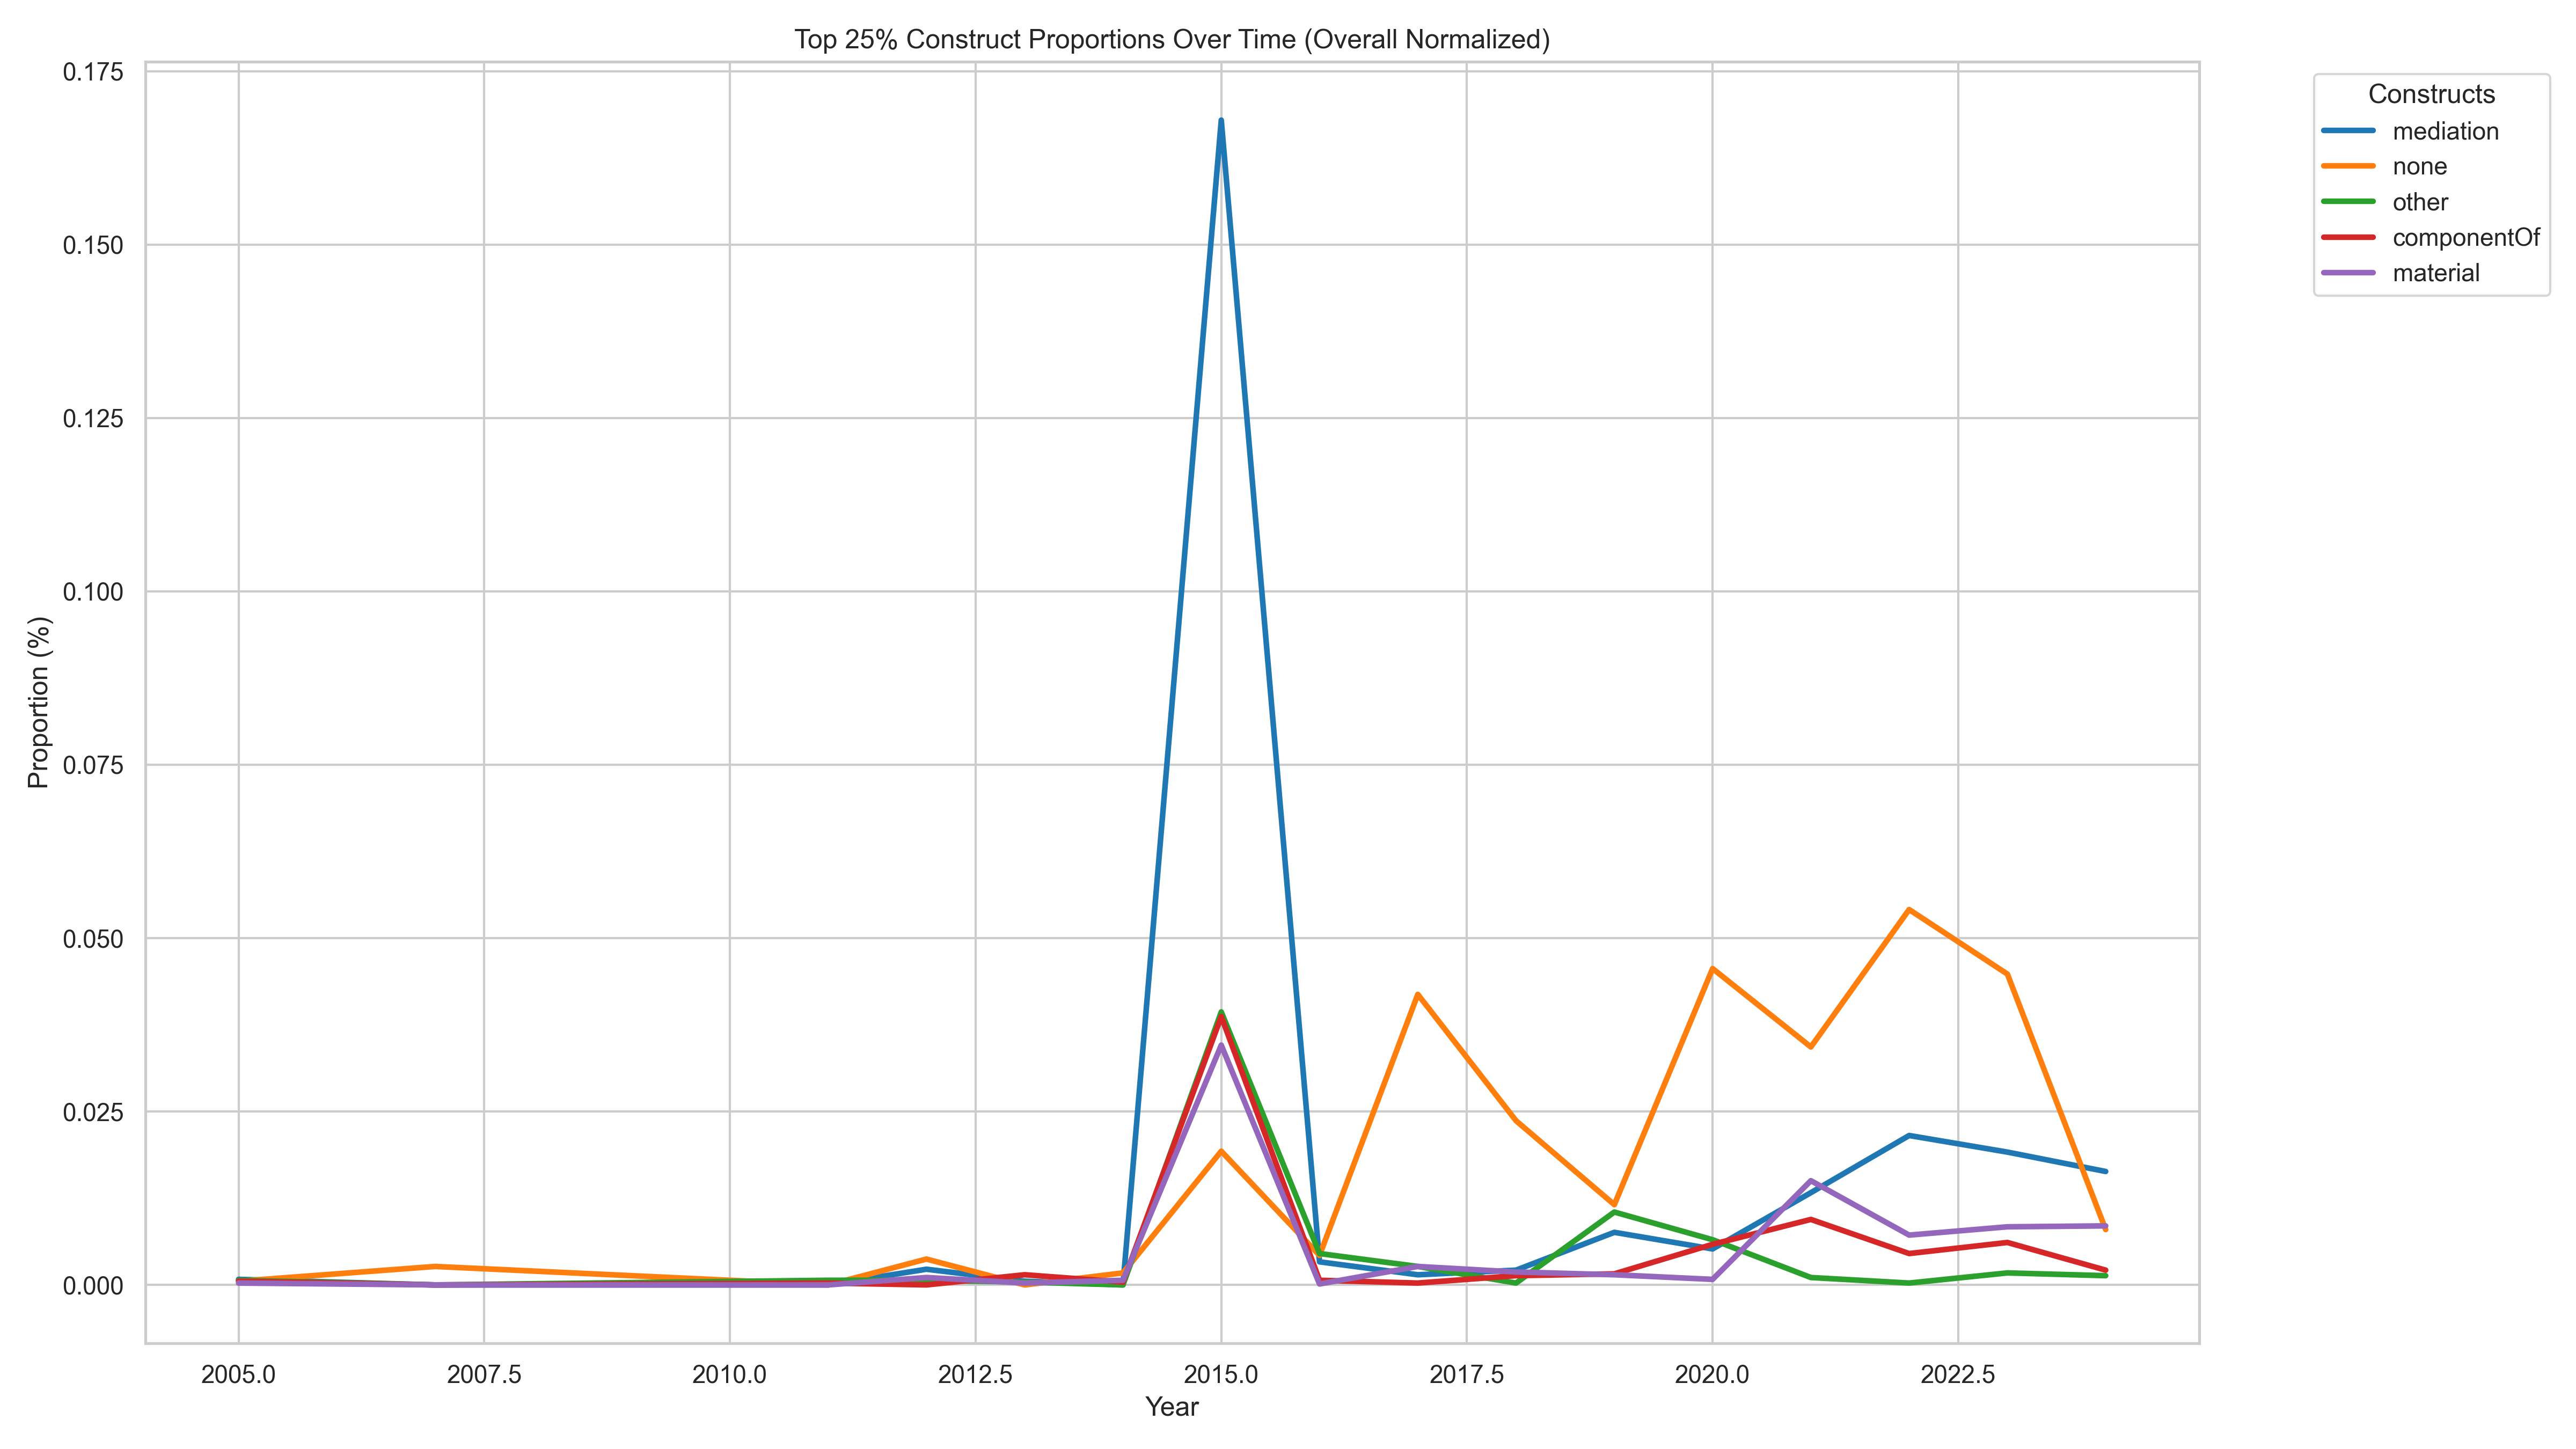 Top 25% Construct Proportions Over Time (Overall Normalized)
Constructs
mediation
none
other
componentOf
material
Proportion (%)
0.175
0.150
0.125
0.100
0.075
0.050
0.025
0.000
2005.0 2007.5 2010.0 2012.5 2015.0 2017.5 2020.0 2022.5
Year